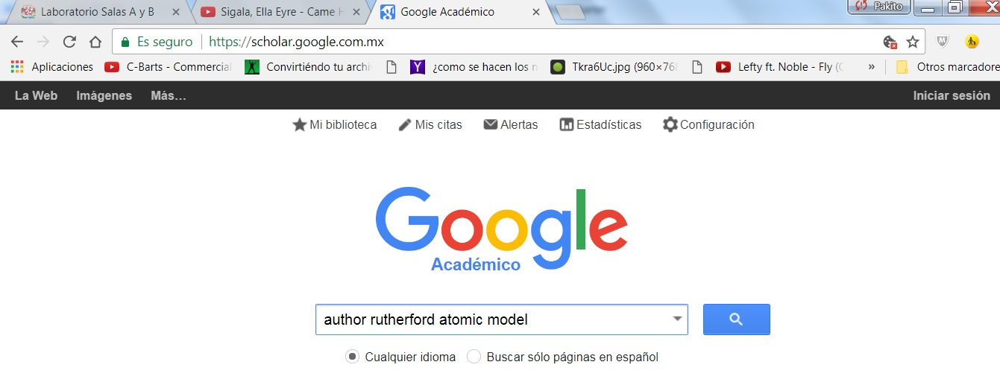 Laboratorio Salas A y B
Sigala, Ella Eyre - Came H
Google Académico
Pakito
Es seguro
https://scholar.google.com.mx
Aplicaciones
C-Barts - Commercial
Convirtiéndo tu archi
¿como se hacen los n
Tkra6Uc.jpg (960×768
Lefty ft. Noble - Fly (C
»
Otros marcadore
La Web
Imágenes
Más...
Iniciar sesión
Mi biblioteca
Mis citas
Alertas
Estadísticas
Configuración
Google
Académico
author rutherford atomic model
Cualquier idioma
Buscar sólo páginas en español